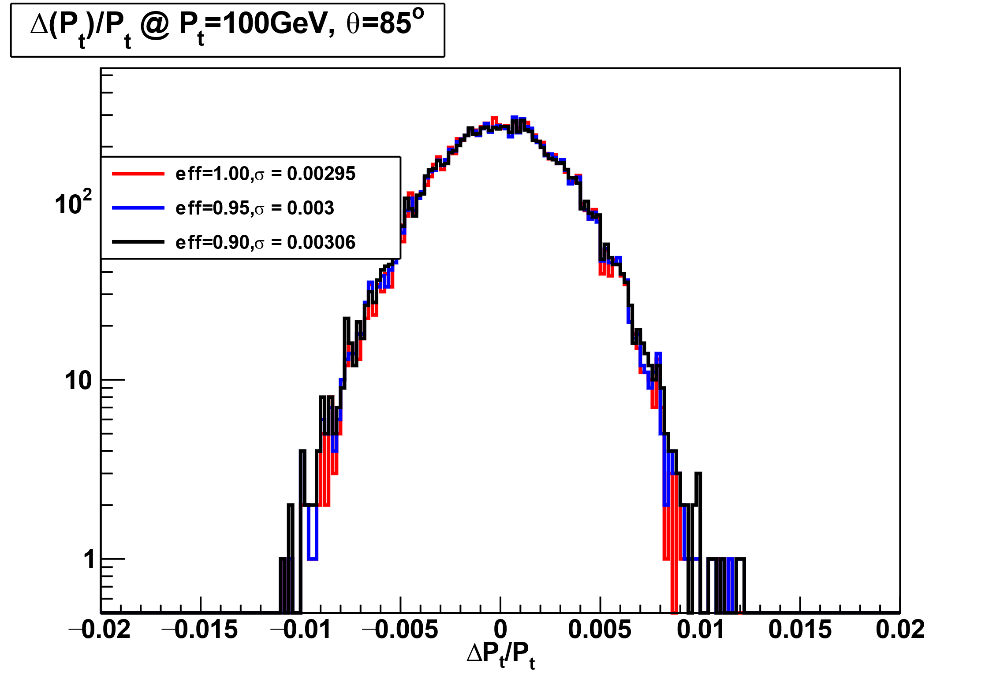 Δ(Pt)/Pt @ Pt=100GeV, θ=85o
eff=1.00,σ = 0.00295
10²
eff=0.95,σ = 0.003
eff=0.90,σ = 0.00306
10
1
−0.02 −0.015 −0.01 −0.005 0 0.005 0.01 0.015 0.02
ΔPt/Pt